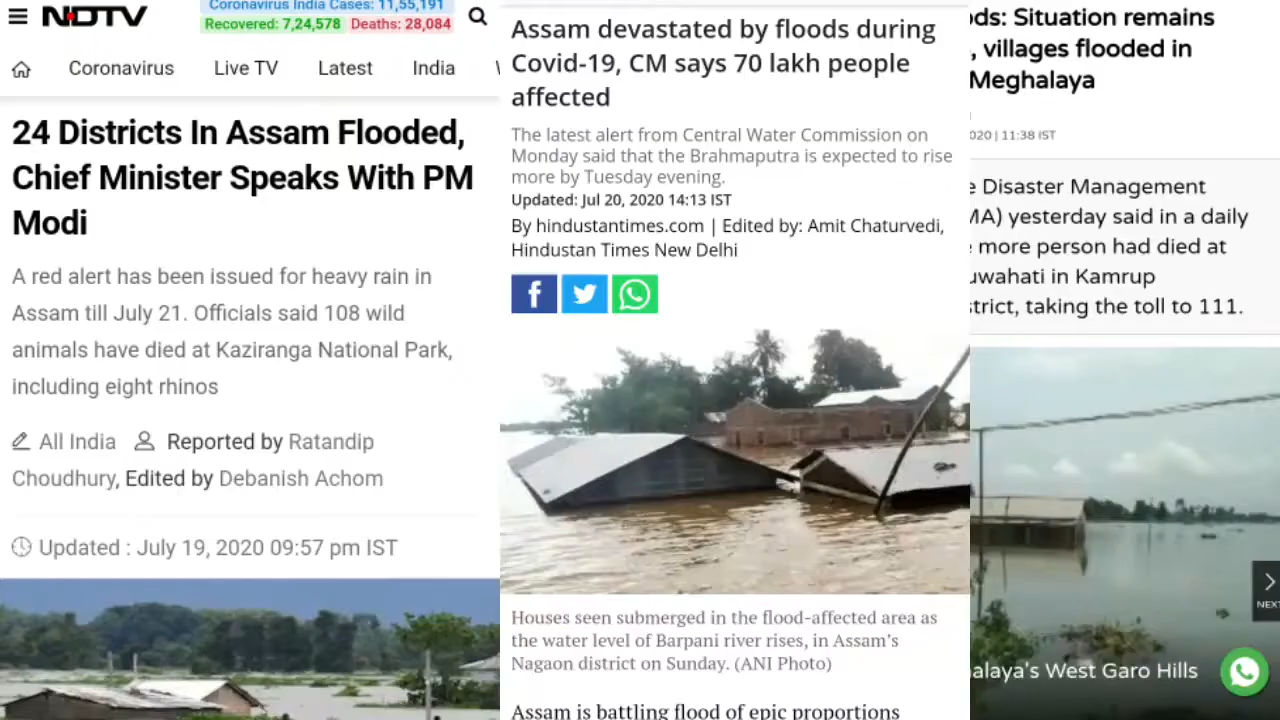 NDTV
Coronavirus India Cases: 11,55,191
Recovered: 7,24,578 Deaths: 28,084
Coronavirus Live TV Latest India
24 Districts In Assam Flooded,
Chief Minister Speaks With PM
Modi
A red alert has been issued for heavy rain in
Assam till July 21. Officials said 108 wild
animals have died at Kaziranga National Park,
including eight rhinos
All India Reported by Ratandip
Choudhury, Edited by Debanish Achom
Updated : July 19, 2020 09:57 pm IST
Assam devastated by floods during
Covid-19, CM says 70 lakh people
affected
The latest alert from Central Water Commission on
Monday said that the Brahmaputra is expected to rise
more by Tuesday evening.
Updated: Jul 20, 2020 14:13 IST
By hindustantimes.com | Edited by: Amit Chaturvedi,
Hindustan Times New Delhi
Houses seen submerged in the flood-affected area as
the water level of Barpani river rises, in Assam's
Nagaon district on Sunday. (ANI Photo)
Assam is battling flood of epic proportions
ods: Situation remains
, villages flooded in
Meghalaya
020 | 11:38 IST
e Disaster Management
MA) yesterday said in a daily
e more person had died at
uwahati in Kamrup
strict, taking the toll to 111.
NEXT
alaya's West Garo Hills